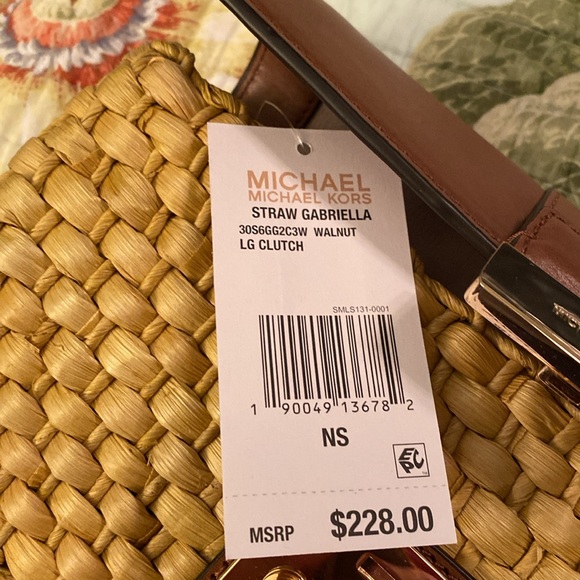 MICHAEL
MICHAEL KORS
STRAW GABRIELLA
30S6GG2C3W WALNUT
LG CLUTCH
SMLS131-0001
1 90049 13678 2
NS
EPC
MSRP $228.00